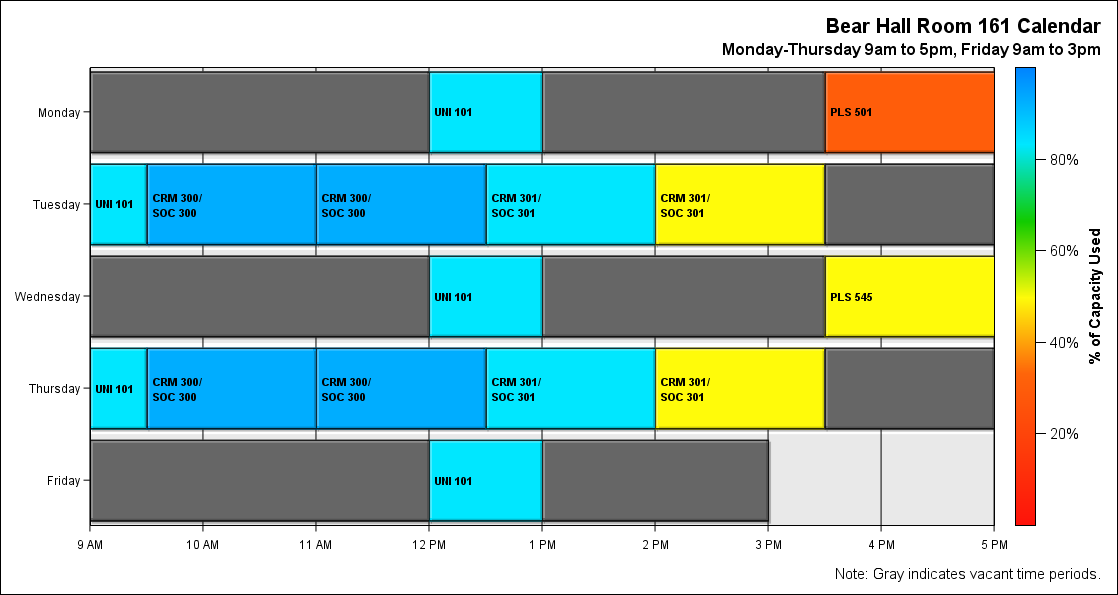 Bear Hall Room 161 Calendar
Monday-Thursday 9am to 5pm, Friday 9am to 3pm
Monday
UNI 101
PLS 501
Tuesday
UNI 101
CRM 300/
SOC 300
CRM 300/
SOC 300
CRM 301/
SOC 301
CRM 301/
SOC 301
Wednesday
UNI 101
PLS 545
Thursday
UNI 101
CRM 300/
SOC 300
CRM 300/
SOC 300
CRM 301/
SOC 301
CRM 301/
SOC 301
Friday
UNI 101
9 AM
10 AM
11 AM
12 PM
1 PM
2 PM
3 PM
4 PM
5 PM
80%
60%
40%
20%
% of Capacity Used
Note: Gray indicates vacant time periods.